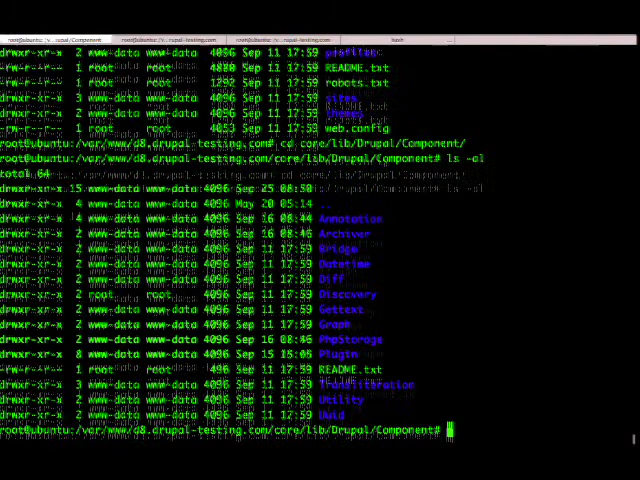 drwxr-xr-x 2 www-data www-data 4096 Sep 11 17:59 profiles
-rw-r--r-- 1 root root Sep 11 17:59 README.txt
-rw-r--r-- 1 root root 1292 Sep 11 17:59 robots.txt
drwxr-xr-x 3 www-data www-data 4096 Sep 11 17:59 sites
drwxr-xr-x 2 www-data www-data 4096 Sep 11 17:59 themes
-rw-r--r-- 1 root root 4053 Sep 11 17:59 web.config
root@ubuntu:/var/www/d8.drupal-testing.com# cd core/lib/Drupal/Component/
root@ubuntu:/var/www/d8.drupal-testing.com/core/lib/Drupal/Component# ls -al
total 64
drwxr-xr-x 15 www-data www-data 4096 Sep 25 08:50
drwxr-xr-x 4 www-data www-data 4096 May 20 05:14 ..
drwxr-xr-x 4 www-data www-data 4096 Sep 16 08:44 Annotation
drwxr-xr-x 2 www-data www-data 4096 Sep 16 08:46 Archiver
drwxr-xr-x 2 www-data www-data 4096 Sep 11 17:59 Bridge
drwxr-xr-x 2 www-data www-data 4096 Sep 11 17:59 Datetime
drwxr-xr-x 3 www-data www-data 4096 Sep 11 17:59 Diff
drwxr-xr-x 2 root root 4096 Sep 11 17:59 Discovery
drwxr-xr-x 2 www-data www-data 4096 Sep 11 17:59 Gettext
drwxr-xr-x 2 www-data www-data 4096 Sep 11 17:59 Graph
drwxr-xr-x 2 www-data www-data 4096 Sep 16 08:46 PhpStorage
drwxr-xr-x 8 www-data www-data 4096 Sep 15 15:05 Plugin
-rw-r--r-- 1 root root 496 Sep 11 17:59 README.txt
drwxr-xr-x 3 www-data www-data 4096 Sep 11 17:59 Transliteration
drwxr-xr-x 2 www-data www-data 4096 Sep 11 17:59 Utility
drwxr-xr-x 2 www-data www-data 4096 Sep 11 17:59 Uuid
root@ubuntu:/var/www/d8.drupal-testing.com/core/lib/Drupal/Component#